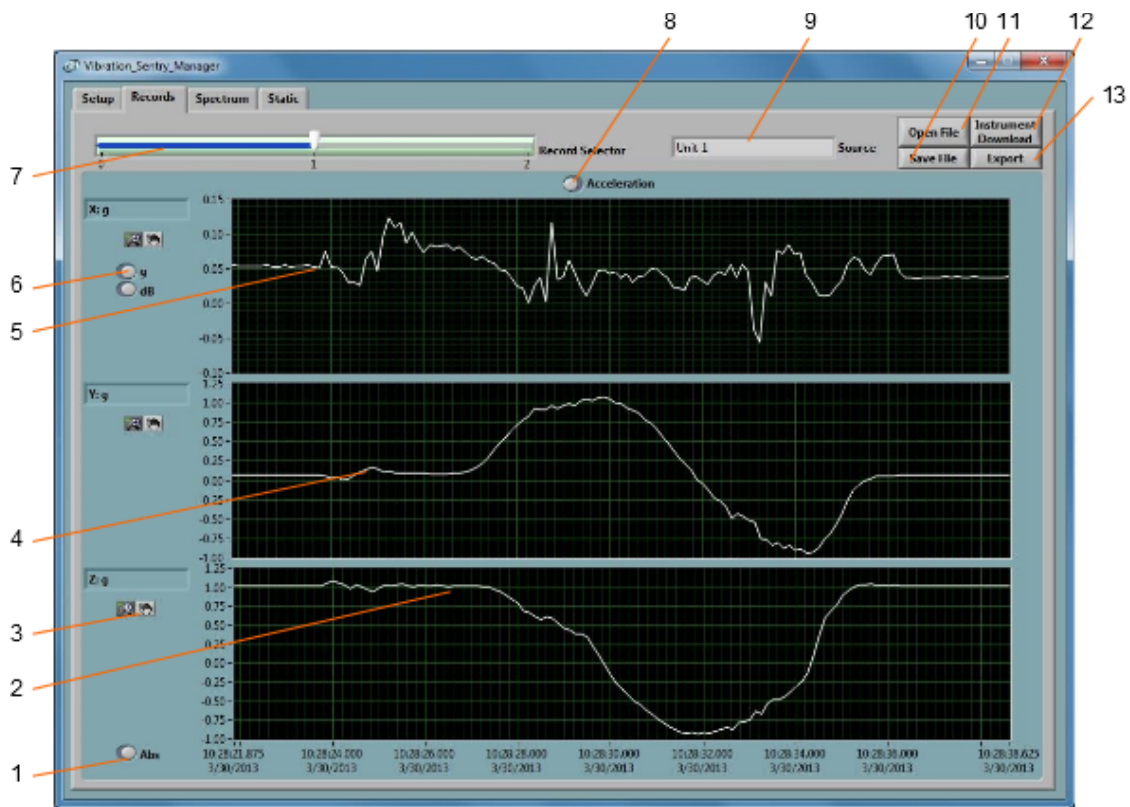 8 9 10 11 12
Vibration_Sentry_Manager
Setup Records Spectrum Static
13
Open File Instrument Download
7
0 1 2
Record Selector
Unit 1
Source
Save File Export
Acceleration
X: g
0.15
0.10
6
g
0.05
dB
5
0.00
-0.05
-0.10
Y: g
1.25
1.00
0.75
0.50
0.25
0.00
4
-0.25
-0.50
-0.75
-1.00
Z: g
1.25
1.00
0.75
3
0.50
0.25
0.00
2
-0.25
-0.50
-0.75
-1.00
1
Abs
10:28:21.875 10:28:24.000 10:28:26.000 10:28:28.000 10:28:30.000 10:28:32.000 10:28:34.000 10:28:36.000 10:28:38.625
3/30/2013 3/30/2013 3/30/2013 3/30/2013 3/30/2013 3/30/2013 3/30/2013 3/30/2013 3/30/2013